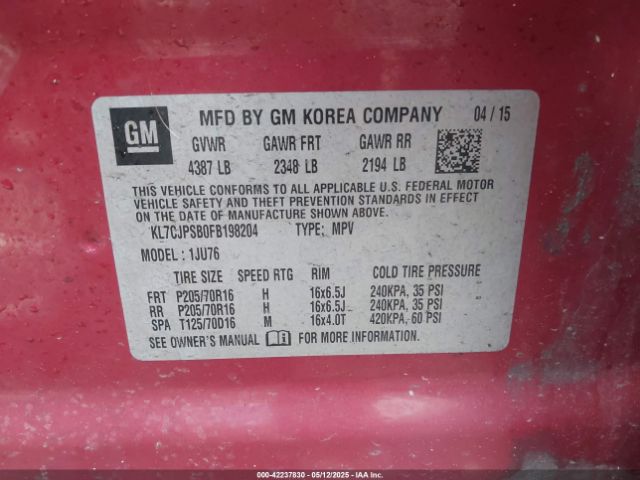 GM
MFD BY GM KOREA COMPANY 04 / 15
GVWR GAWR FRT GAWR RR
4387 LB 2348 LB 2194 LB
THIS VEHICLE CONFORMS TO ALL APPLICABLE U.S. FEDERAL MOTOR
VEHICLE SAFETY AND THEFT PREVENTION STANDARDS IN EFFECT
ON THE DATE OF MANUFACTURE SHOWN ABOVE.
KL7CJPSB0FB198204 TYPE: MPV
MODEL : 1JU76
TIRE SIZE SPEED RTG RIM COLD TIRE PRESSURE
FRT P205/70R16 H 16x6.5J 240KPA, 35 PSI
RR P205/70R16 H 16x6.5J 240KPA, 35 PSI
SPA T125/70D16 M 16x4.0T 420KPA, 60 PSI
SEE OWNER'S MANUAL FOR MORE INFORMATION.
000-42237830 - 05/12/2025 - IAAI.COM